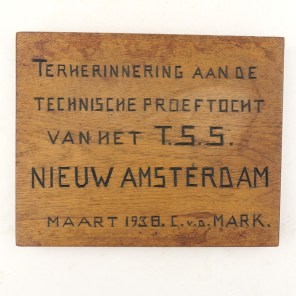 TERHERINNERING AAN DE
TECHNISCHE PROEFTOCHT
VAN HET T.S.S.
NIEUW AMSTERDAM
MAART 1938. C. v.d. MARK.